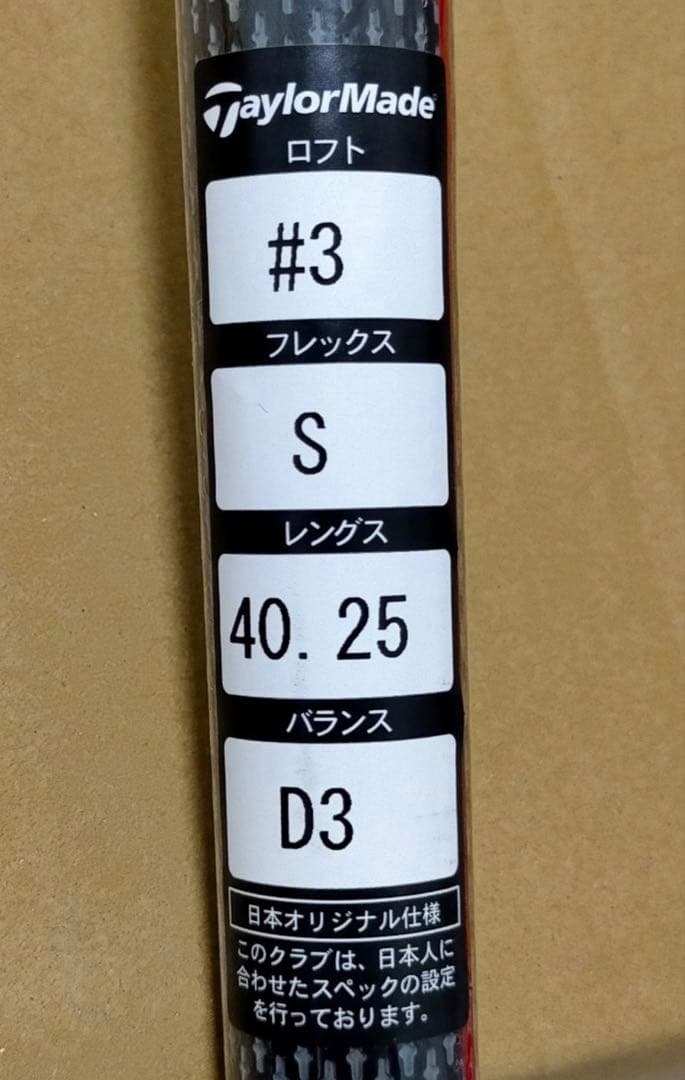 TaylorMade
ロフト
#3
フレックス
S
レングス
40.25
バランス
D3
日本オリジナル仕様
このクラブは、日本人に
合わせたスペックの設定
を行っております。